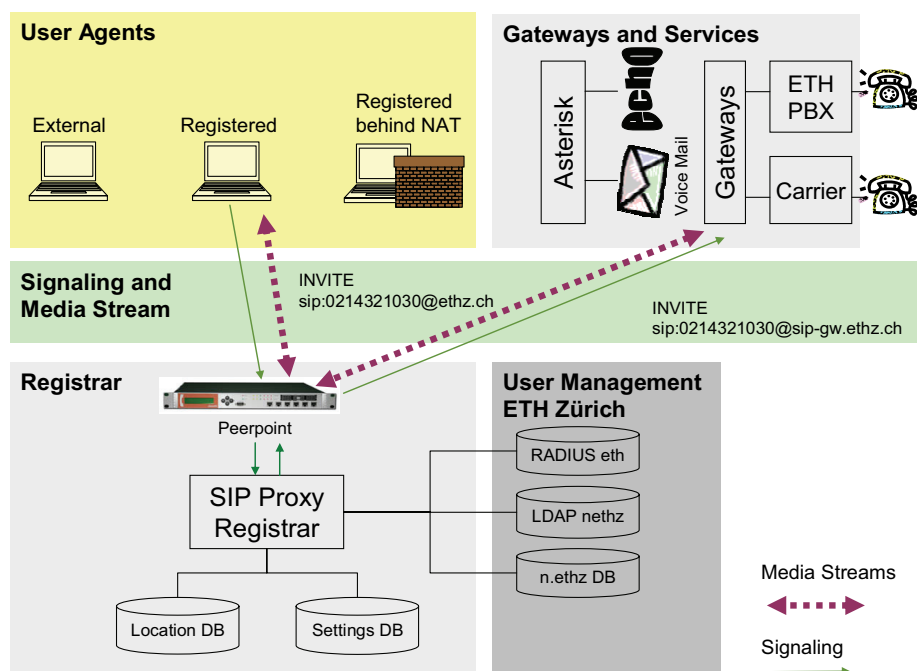 User Agents
External
Registered
Registered
behind NAT
Gateways and Services
Asterisk
echo
Voice Mail
Gateways
ETH
PBX
Carrier
Signaling and
Media Stream
INVITE
sip:0214321030@ethz.ch
INVITE
sip:0214321030@sip-gw.ethz.ch
Registrar
Peerpoint
SIP Proxy
Registrar
Location DB
Settings DB
User Management
ETH Zürich
RADIUS eth
LDAP nethz
n.ethz DB
Media Streams
Signaling